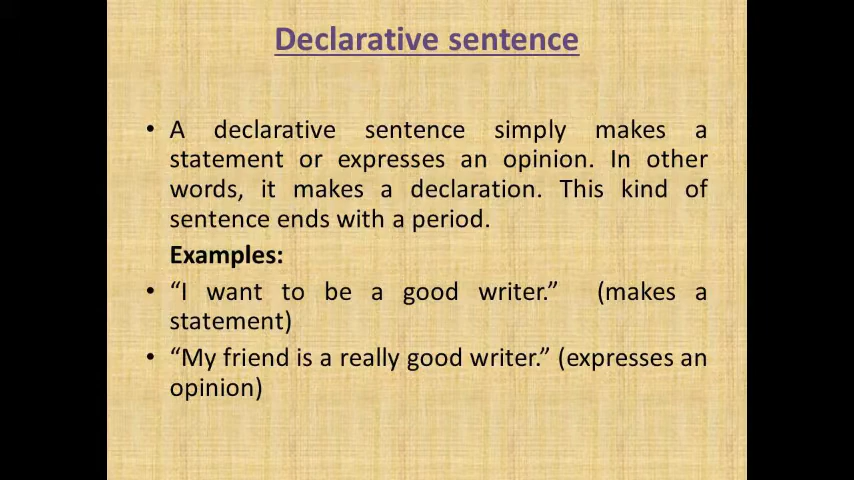 Declarative sentence
• A declarative sentence simply makes a
statement or expresses an opinion. In other
words, it makes a declaration. This kind of
sentence ends with a period.
Examples:
• “I want to be a good writer.” (makes a
statement)
• “My friend is a really good writer.” (expresses an
opinion)